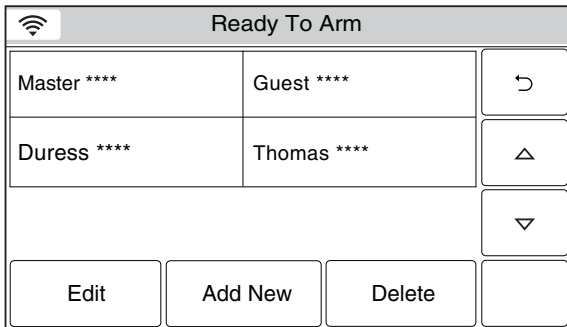 Ready To Arm
Master ****
Guest ****
Duress ****
Thomas ****
Edit
Add New
Delete